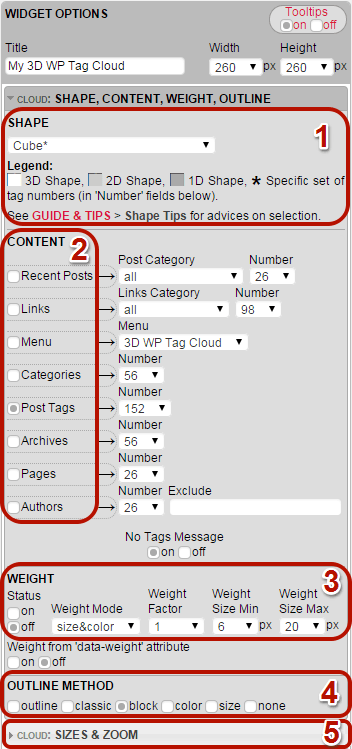 WIDGET OPTIONS
Tooltips
on off
Title Width Height
My 3D WP Tag Cloud 260 px 260 px
CLOUD: SHAPE, CONTENT, WEIGHT, OUTLINE
SHAPE
1
Cube*
Legend:
3D Shape, 2D Shape, 1D Shape, * Specific set of
tag numbers (in 'Number' fields below).
See GUIDE & TIPS > Shape Tips for advices on selection.
CONTENT
2
Post Category Number
Recent Posts → all 26
Links Category Number
Links → all 98
Menu
Menu → 3D WP Tag Cloud
Number
Categories → 56
Number
Post Tags → 152
Number
Archives → 56
Number
Pages → 26
Number Exclude
Authors → 26
No Tags Message
on off
WEIGHT
3
Status Weight Weight Weight
on Weight Mode Factor Size Min Size Max
off size&color 1 6 px 20 px
Weight from 'data-weight' attribute
on off
OUTLINE METHOD
4
outline classic block color size none
CLOUD: SIZES & ZOOM
5